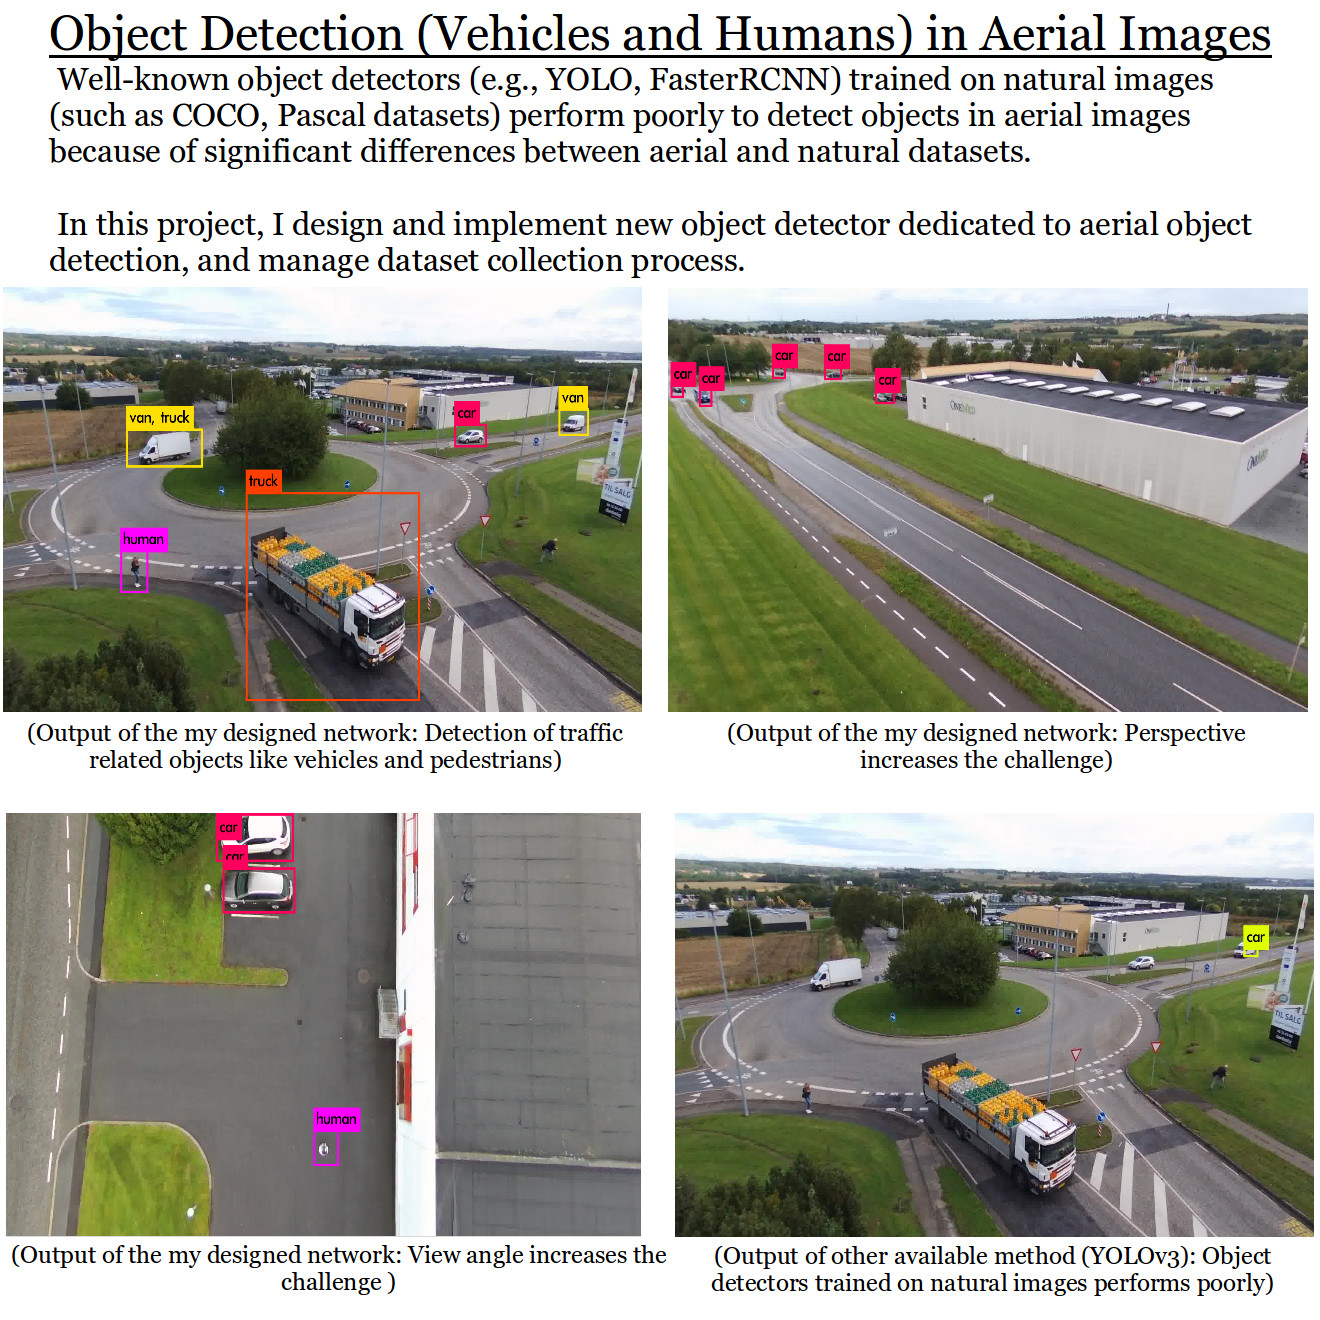 Object Detection (Vehicles and Humans) in Aerial Images
Well-known object detectors (e.g., YOLO, FasterRCNN) trained on natural images
(such as COCO, Pascal datasets) perform poorly to detect objects in aerial images
because of significant differences between aerial and natural datasets.
In this project, I design and implement new object detector dedicated to aerial object
detection, and manage dataset collection process.
van, truck
car
van
truck
human
TIL SALG
car
car
car
car
car
(Output of the my designed network: Detection of traffic
related objects like vehicles and pedestrians)
(Output of the my designed network: Perspective
increases the challenge)
car
car
human
car
TIL SALG
(Output of the my designed network: View angle increases the
challenge )
(Output of other available method (YOLOv3): Object
detectors trained on natural images performs poorly)